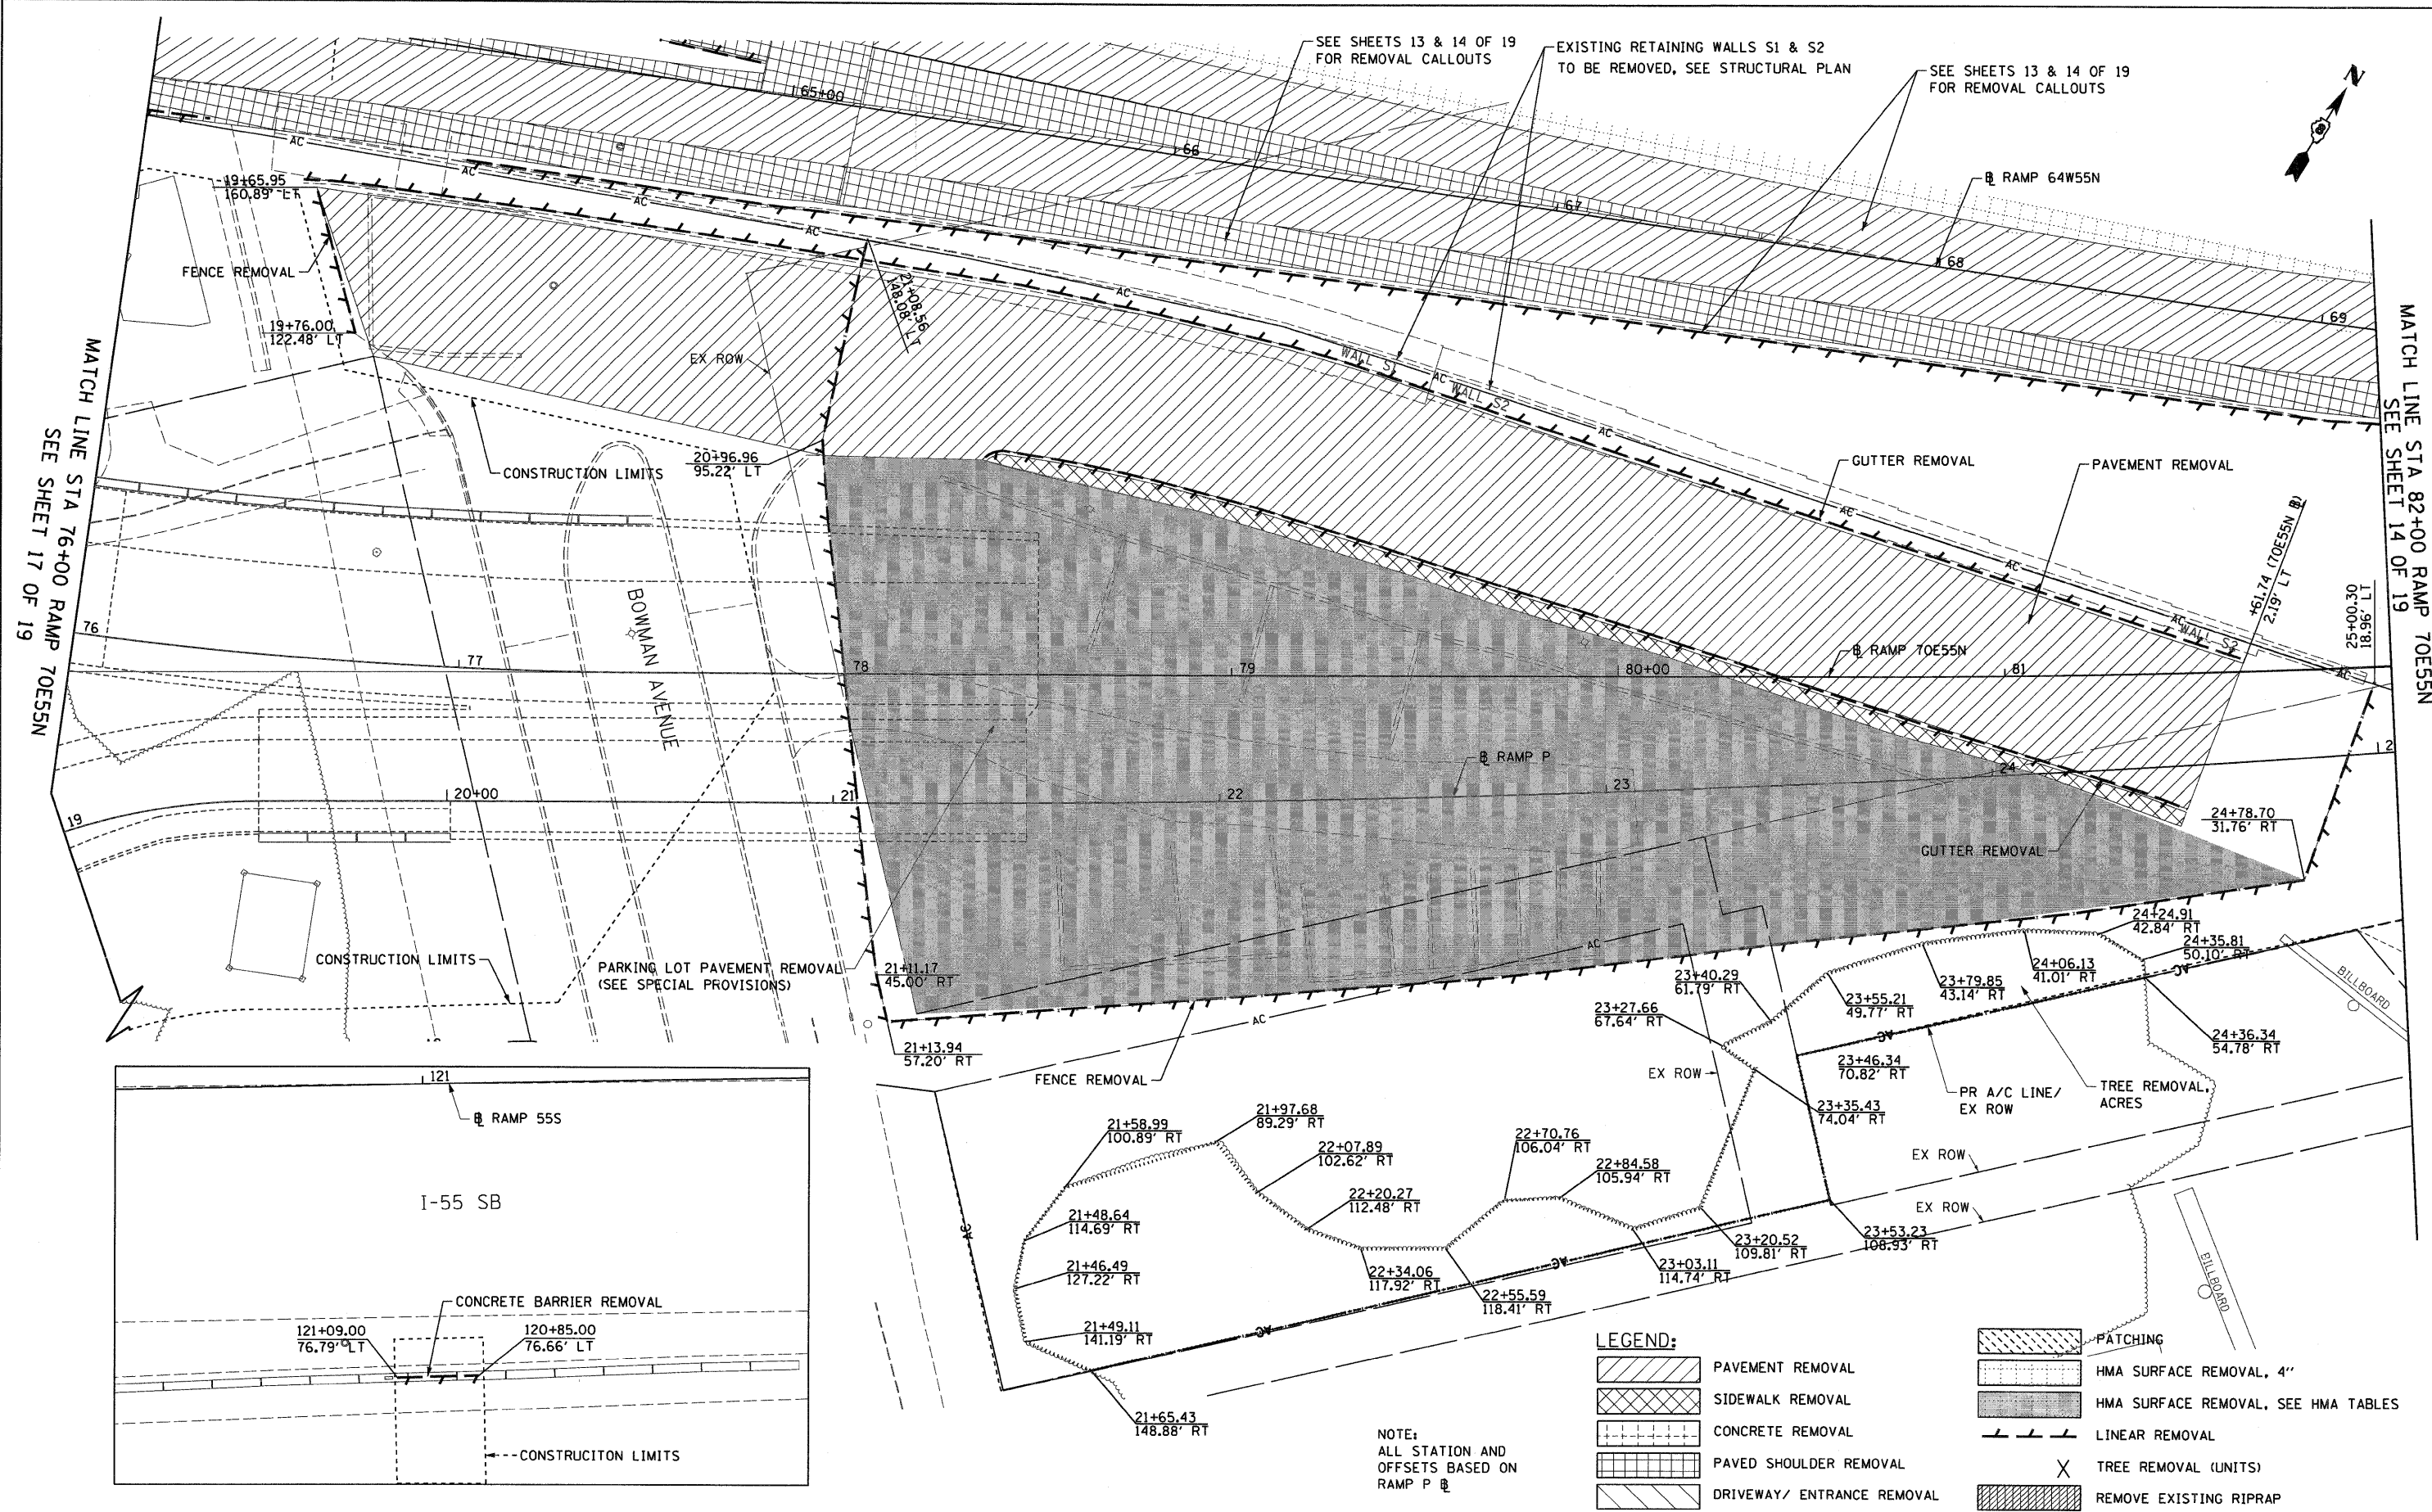 SEE SHEETS 13 & 14 OF 19
FOR REMOVAL CALLOUTS
EXISTING RETAINING WALLS S1 & S2
TO BE REMOVED, SEE STRUCTURAL PLAN
SEE SHEETS 13 & 14 OF 19
FOR REMOVAL CALLOUTS
N
65+00
66
67
68
69
℄ RAMP 64W55N
AC
AC
AC
AC
AC
19+65.95
160.89' LT
FENCE REMOVAL
19+76.00
122.48' LT
21+08.56
148.08' LT
EX ROW
WALL S1
AC
WALL S2
AC
MATCH LINE STA 76+00 RAMP 70E55N
SEE SHEET 17 OF 19
MATCH LINE STA 82+00 RAMP 70E55N
SEE SHEET 14 OF 19
CONSTRUCTION LIMITS
20+96.96
95.22' LT
GUTTER REMOVAL
PAVEMENT REMOVAL
AC
AC
+61.74 (70E55N ℄)
2.19' LT
25+00.30
18.96' LT
AC
WALL S2
AC
BOWMAN AVENUE
76
77
78
79
80+00
81
℄ RAMP 70E55N
℄ RAMP P
19
20+00
21
22
23
24
2
24+78.70
31.76' RT
GUTTER REMOVAL
CONSTRUCTION LIMITS
PARKING LOT PAVEMENT REMOVAL
(SEE SPECIAL PROVISIONS)
21+11.17
45.00' RT
21+13.94
57.20' RT
AC
AC
FENCE REMOVAL
23+40.29
61.79' RT
23+27.66
67.64' RT
23+55.21
49.77' RT
23+79.85
43.14' RT
24+06.13
41.01' RT
24+24.91
42.84' RT
24+35.81
50.10' RT
AC
BILLBOARD
24+36.34
54.78' RT
AC
EX ROW
23+46.34
70.82' RT
23+35.43
74.04' RT
PR A/C LINE/
EX ROW
TREE REMOVAL,
ACRES
EX ROW
EX ROW
BILLBOARD
21+58.99
100.89' RT
21+97.68
89.29' RT
22+07.89
102.62' RT
22+20.27
112.48' RT
22+70.76
106.04' RT
22+84.58
105.94' RT
21+48.64
114.69' RT
21+46.49
127.22' RT
21+49.11
141.19' RT
22+34.06
117.92' RT
22+55.59
118.41' RT
23+03.11
114.74' RT
23+20.52
109.81' RT
23+53.23
108.93' RT
AC
AC
AC
21+65.43
148.88' RT
121
℄ RAMP 55S
I-55 SB
CONCRETE BARRIER REMOVAL
121+09.00
76.79' LT
120+85.00
76.66' LT
CONSTRUCITON LIMITS
NOTE:
ALL STATION AND
OFFSETS BASED ON
RAMP P ℄
LEGEND:
PAVEMENT REMOVAL
SIDEWALK REMOVAL
CONCRETE REMOVAL
PAVED SHOULDER REMOVAL
DRIVEWAY/ ENTRANCE REMOVAL
PATCHING
HMA SURFACE REMOVAL, 4"
HMA SURFACE REMOVAL, SEE HMA TABLES
LINEAR REMOVAL
X TREE REMOVAL (UNITS)
REMOVE EXISTING RIPRAP